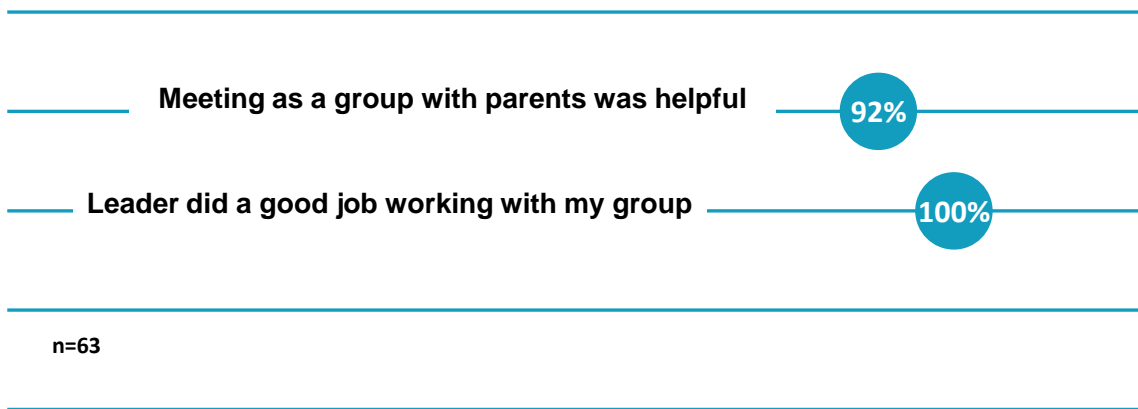 Meeting as a group with parents was helpful 92%
Leader did a good job working with my group 100%
n=63